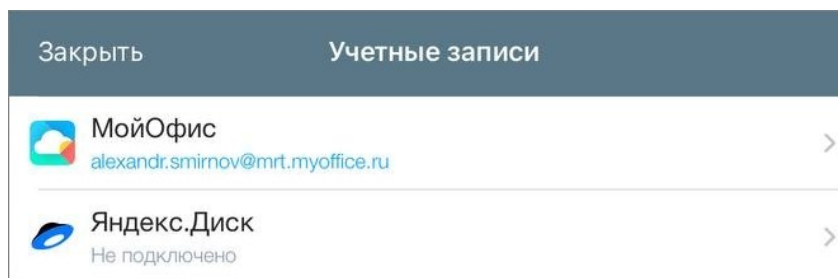 Закрыть Учетные записи
МойОфис
alexandr.smirnov@mrt.myoffice.ru
Яндекс.Диск
Не подключено